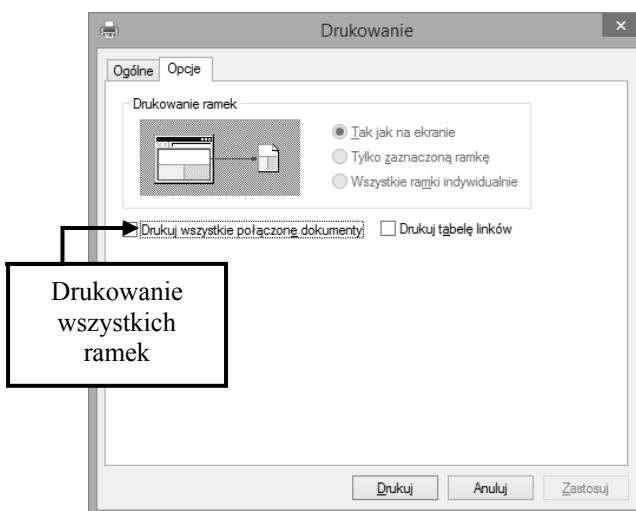 Drukowanie
Ogólne Opcje
Drukowanie ramek
Tak jak na ekranie
Tylko zaznaczoną ramkę
Wszystkie ramki indywidualnie
Drukuj wszystkie połączone dokumenty Drukuj tabelę linków
Drukowanie
wszystkich
ramek
Drukuj Anuluj Zastosuj